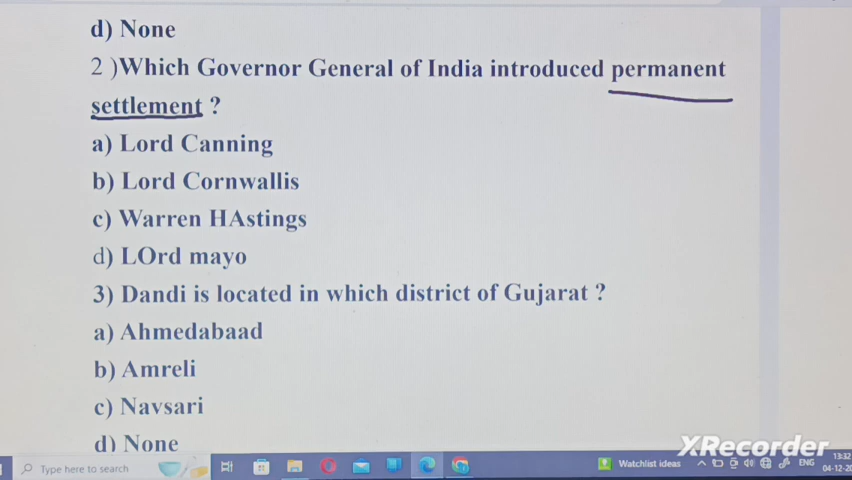 d) None
2 )Which Governor General of India introduced permanent
settlement ?
a) Lord Canning
b) Lord Cornwallis
c) Warren HAstings
d) LOrd mayo
3) Dandi is located in which district of Gujarat ?
a) Ahmedabaad
b) Amreli
c) Navsari
d) None
XRecorder
Type here to search
Watchlist ideas
ENG
13:32
04-12-20